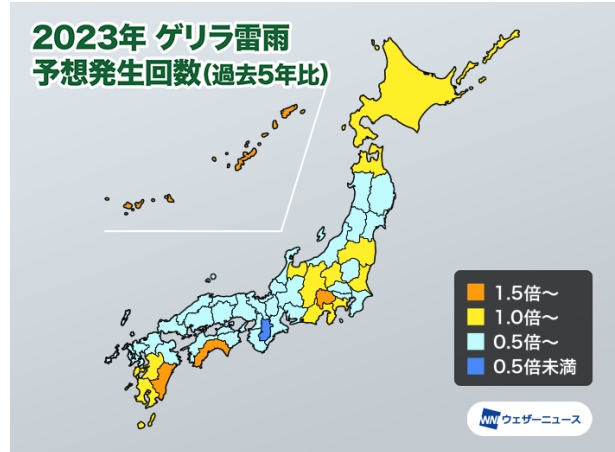 2023年 ゲリラ雷雨
予想発生回数(過去5年比)
1.5倍〜
1.0倍〜
0.5倍〜
0.5倍未満
WN ウェザーニュース